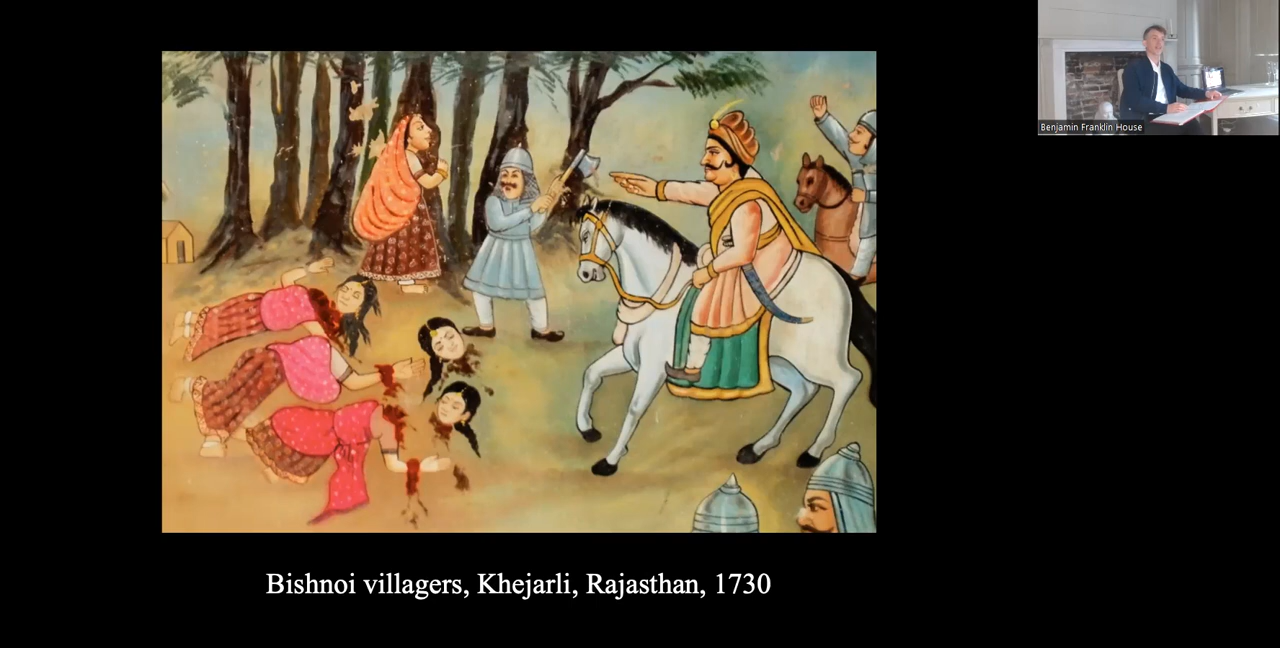 Benjamin Franklin House
Bishnoi villagers, Khejarli, Rajasthan, 1730